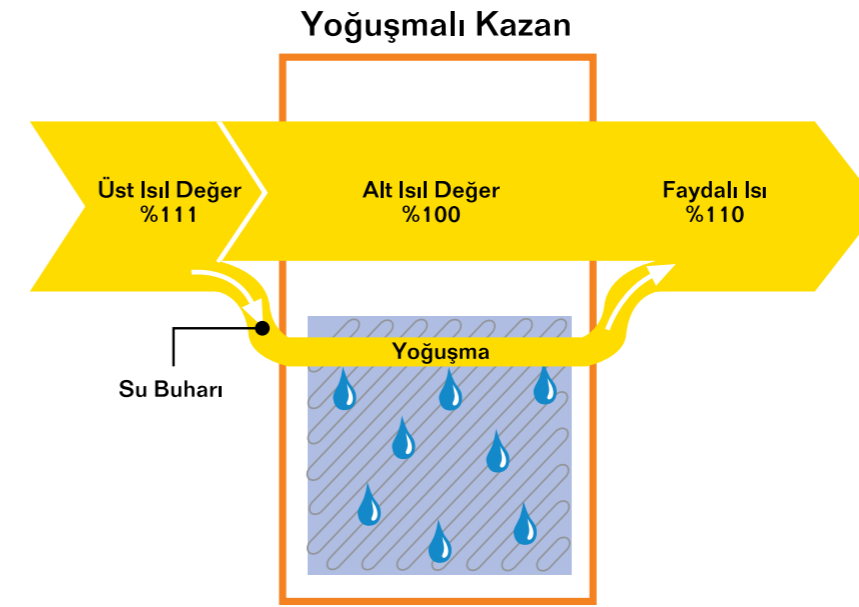 Yoğuşmalı Kazan
Üst Isıl Değer
%111
Alt Isıl Değer
%100
Faydalı Isı
%110
Yoğuşma
Su Buharı